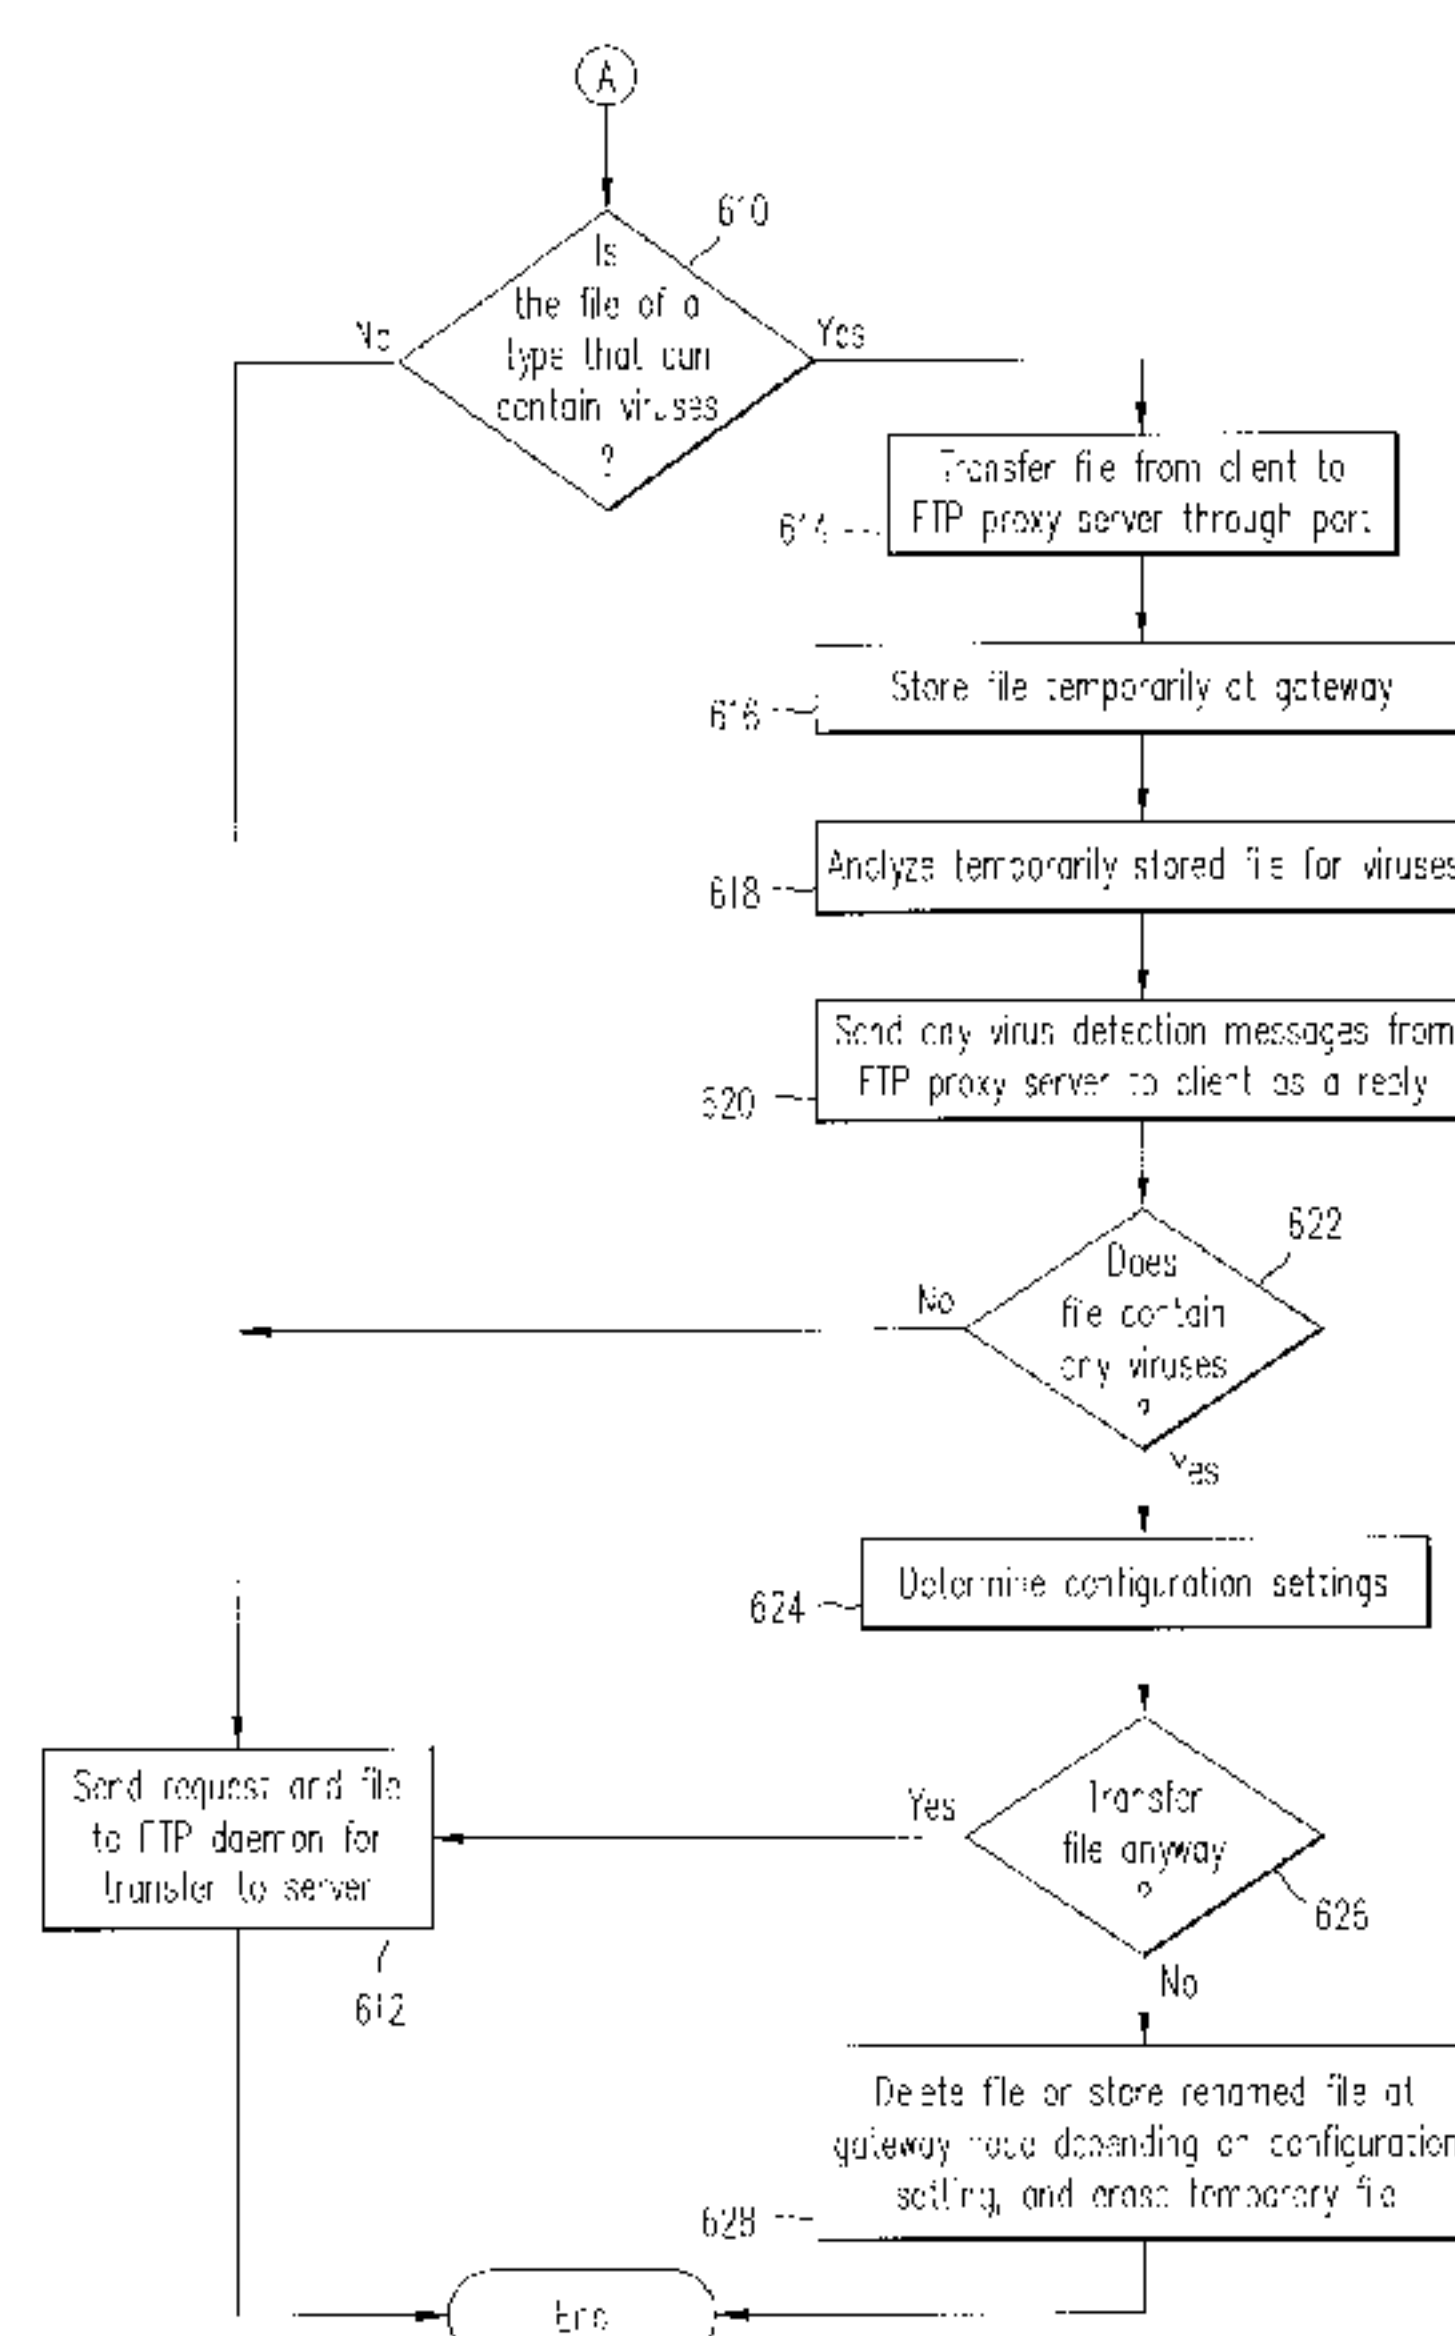 A
610
Is
the file of a
type that can
contain viruses
?
No
Yes
Transfer file from client to
FTP proxy server through port
614
Store file temporarily at gateway
616
Analyze temporarily stored file for viruses
618
Send any virus detection messages from
FTP proxy server to client as a reply
620
622
Does
file contain
any viruses
?
No
Yes
Determine configuration settings
624
Transfer
file anyway
?
Yes
626
No
Send request and file
to FTP daemon for
transfer to server
612
Delete file or store renamed file at
gateway node depending on configuration
setting, and erase temporary file
628
End